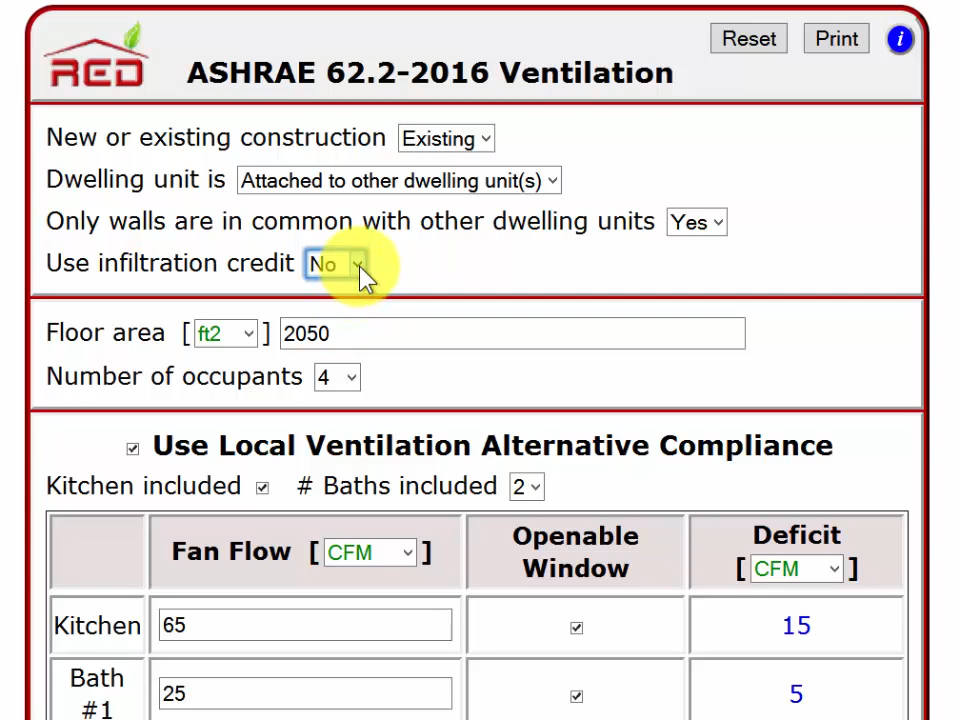 RED
ASHRAE 62.2-2016 Ventilation
Reset
Print
i
New or existing construction Existing
Dwelling unit is Attached to other dwelling unit(s)
Only walls are in common with other dwelling units Yes
Use infiltration credit No
Floor area [ ft2 ] 2050
Number of occupants 4
Use Local Ventilation Alternative Compliance
Kitchen included # Baths included 2
Fan Flow [ CFM ]
Openable
Window
Deficit
[ CFM ]
Kitchen 65 15
Bath
#1 25 5